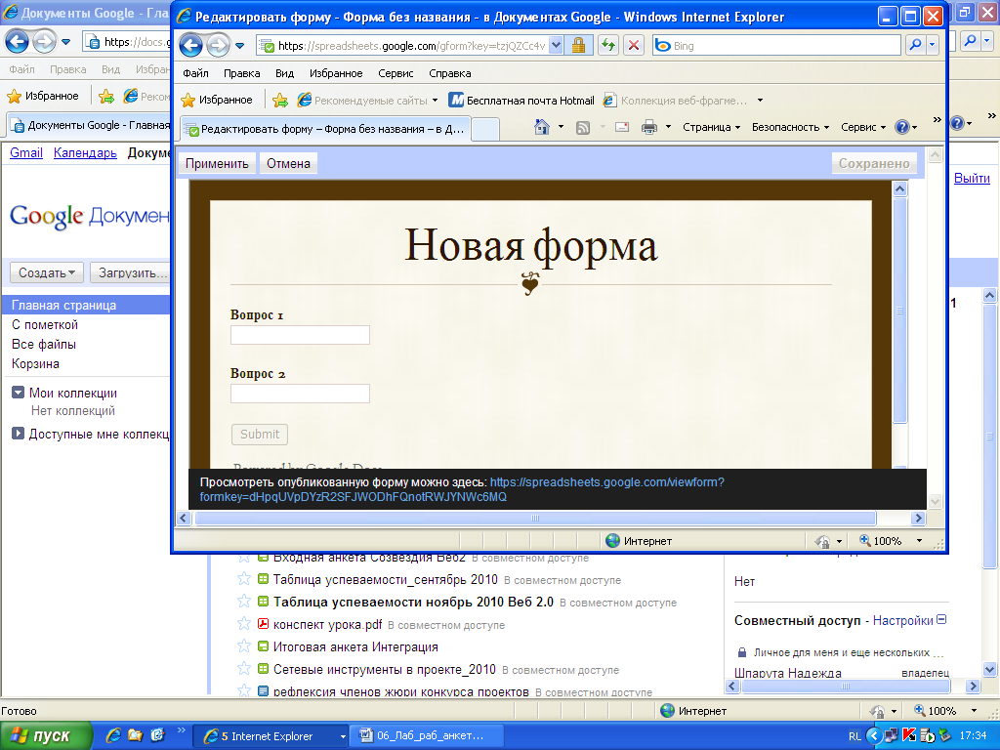 Документы Google - Гла
Редактировать форму - Форма без названия - в Документах Google - Windows Internet Explorer
https://docs.g
https://spreadsheets.google.com/gform?key=tzjQZCc4v
Bing
Файл Правка Вид Избран
Файл Правка Вид Избранное Сервис Справка
Избранное Реком
Избранное Рекомендуемые сайты Бесплатная почта Hotmail Коллекция веб-фрагме...
Документы Google - Главная
Редактировать форму – Форма без названия – в Д...
Страница Безопасность Сервис »
»
Gmail Календарь Докуме
Выйти
Применить Отмена Сохранено
Google Докумен
Создать Загрузить...
Главная страница
С пометкой
Все файлы
Корзина
Мои коллекции
Нет коллекций
Доступные мне коллекц
1
Новая форма
Вопрос 1
Вопрос 2
Submit
Powered by Google Docs
Просмотреть опубликованную форму можно здесь: https://spreadsheets.google.com/viewform?
formkey=dHpqUVpDYzR2SFJWODhFQnotRWJYNWc6MQ
Интернет 100%
Входная анкета Созвездия Веб2 В совместном доступе
Таблица успеваемости_сентябрь 2010 В совместном доступе
Таблица успеваемости ноябрь 2010 Веб 2.0 В совместном доступе
конспект урока.pdf В совместном доступе
Итоговая анкета Интеграция
Сетевые инструменты в проекте_2010 В совместном доступе
рефлексия членов жюри конкурса проектов В совместном доступе
Нет
Совместный доступ - Настройки
Личное для меня и еще нескольких ...
Шпарута Надежда владелец
Готово Интернет 100%
пуск » 5 Internet Explorer 06_Лаб_раб_анкет... RL 17:34